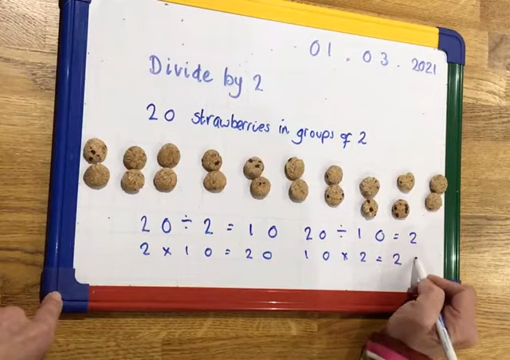 01 . 03 . 2021
Divide by 2
20 strawberries in groups of 2
20 ÷ 2 = 10
20 ÷ 10 = 2
2 × 10 = 20
10 × 2 = 2